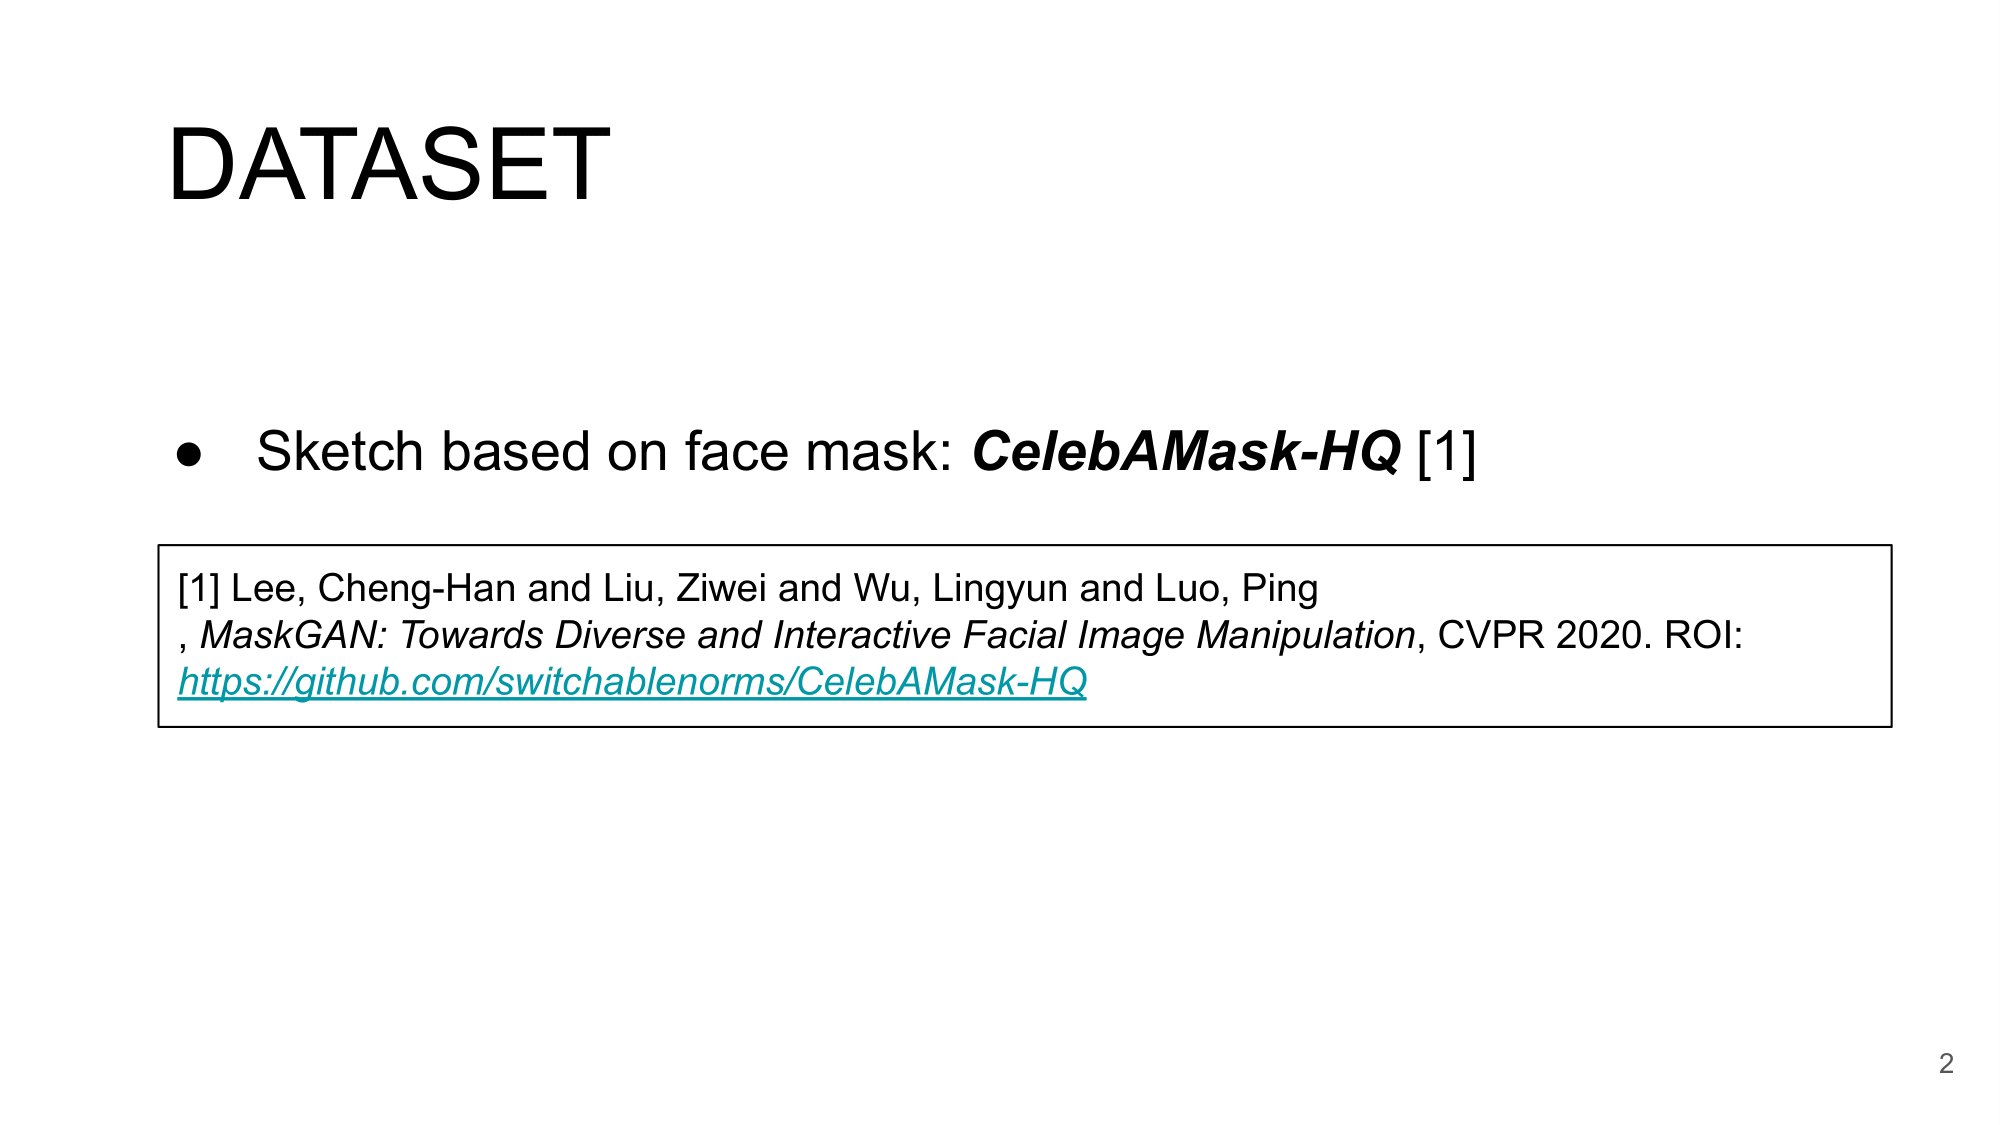 DATASET
● Sketch based on face mask: CelebAMask-HQ [1]
[1] Lee, Cheng-Han and Liu, Ziwei and Wu, Lingyun and Luo, Ping
, MaskGAN: Towards Diverse and Interactive Facial Image Manipulation, CVPR 2020. ROI:
https://github.com/switchablenorms/CelebAMask-HQ
2